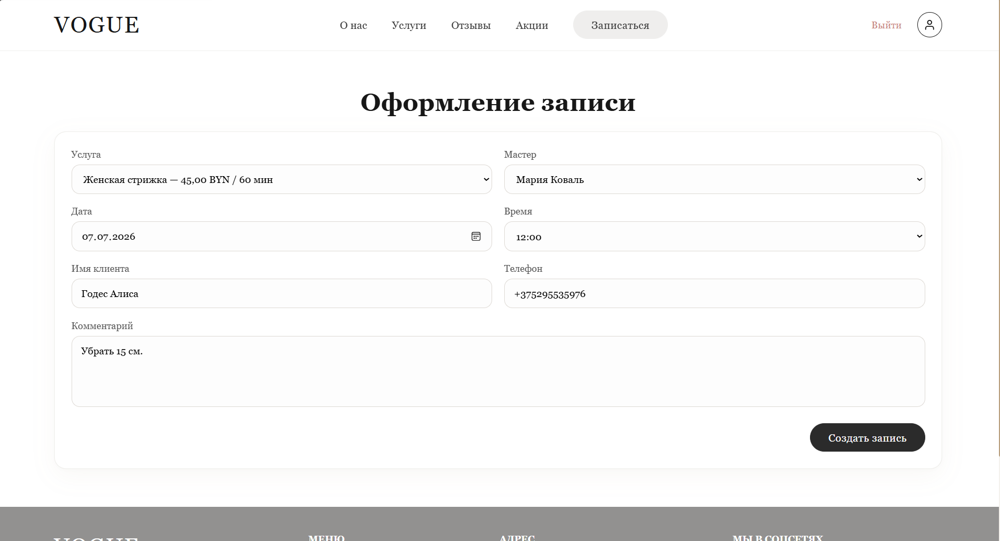 VOGUE
О нас
Услуги
Отзывы
Акции
Записаться
Выйти
Оформление записи
Услуга
Мастер
Женская стрижка — 45,00 BYN / 60 мин
Мария Коваль
Дата
Время
07.07.2026
12:00
Имя клиента
Телефон
Годес Алиса
+375295535976
Комментарий
Убрать 15 см.
Создать запись
VOGUE
МЕНЮ
АДРЕС
МЫ В СОЦСЕТЯХ